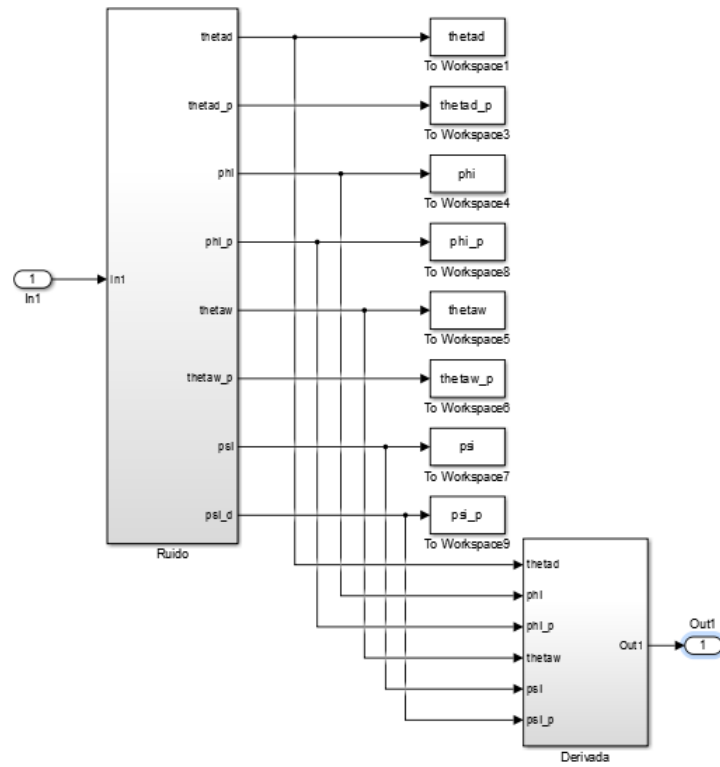 thetad
thetad
To Workspace1
thetad_p
thetad_p
To Workspace3
phi
phi
To Workspace4
phi_p
phi_p
To Workspace8
1
In1
In1
thetaw
thetaw
To Workspace5
thetaw_p
thetaw_p
To Workspace6
psi
psi
To Workspace7
psi_d
psi_p
To Workspace9
Ruido
thetad
phi
phi_p
thetaw
psi
psi_p
Out1
Out1
1
Derivada